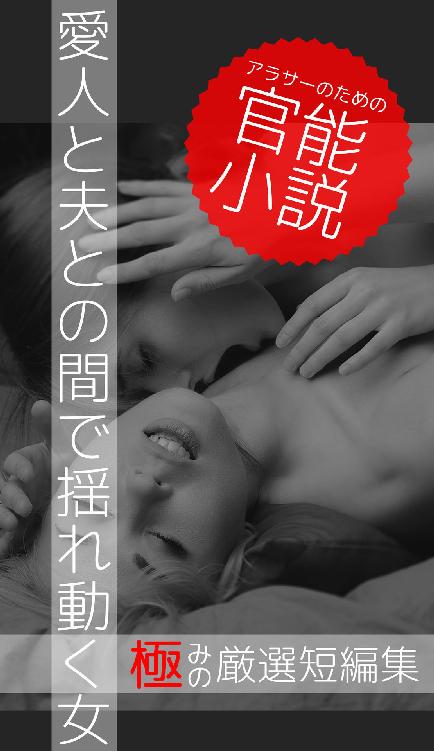 愛人と夫との間で揺れ動く女
アラサーのための
官能
小説
極みの厳選短編集